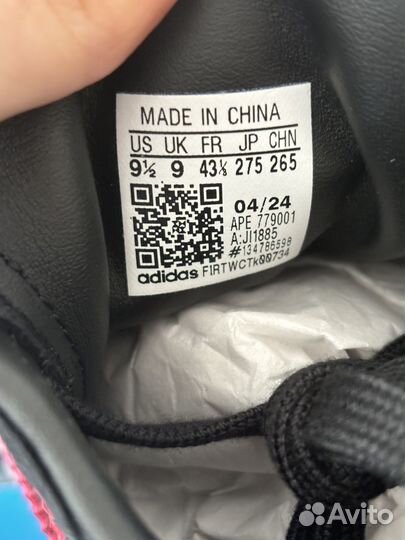 MADE IN CHINA
US UK FR JP CHN
9½ 9 43⅓ 275 265
04/24
APE 779001
A:JI1885
#134786598
adidas F1RTWCTk00734
Avito